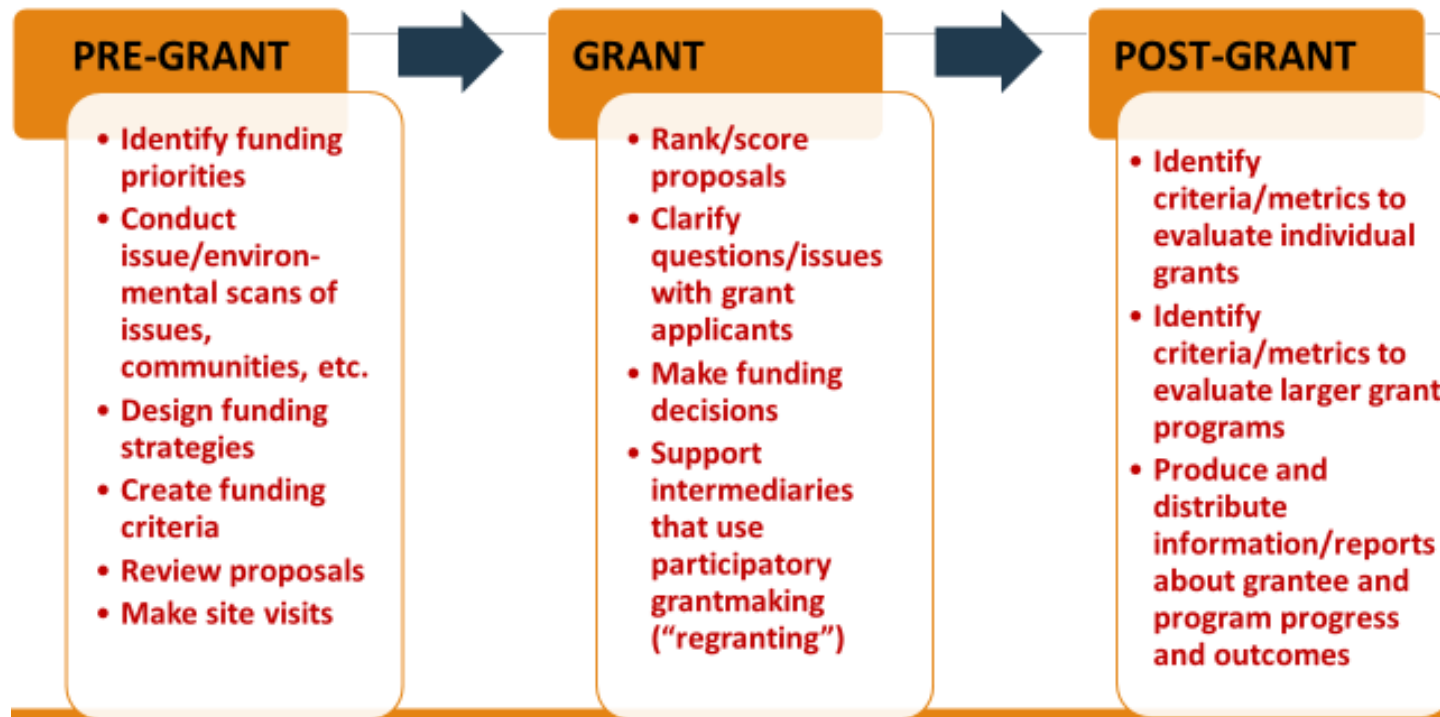 PRE-GRANT
• Identify funding
priorities
• Conduct
issue/environ-
mental scans of
issues,
communities, etc.
• Design funding
strategies
• Create funding
criteria
• Review proposals
• Make site visits
GRANT
• Rank/score
proposals
• Clarify
questions/issues
with grant
applicants
• Make funding
decisions
• Support
intermediaries
that use
participatory
grantmaking
(“regranting”)
POST-GRANT
• Identify
criteria/metrics to
evaluate individual
grants
• Identify
criteria/metrics to
evaluate larger grant
programs
• Produce and
distribute
information/reports
about grantee and
program progress
and outcomes